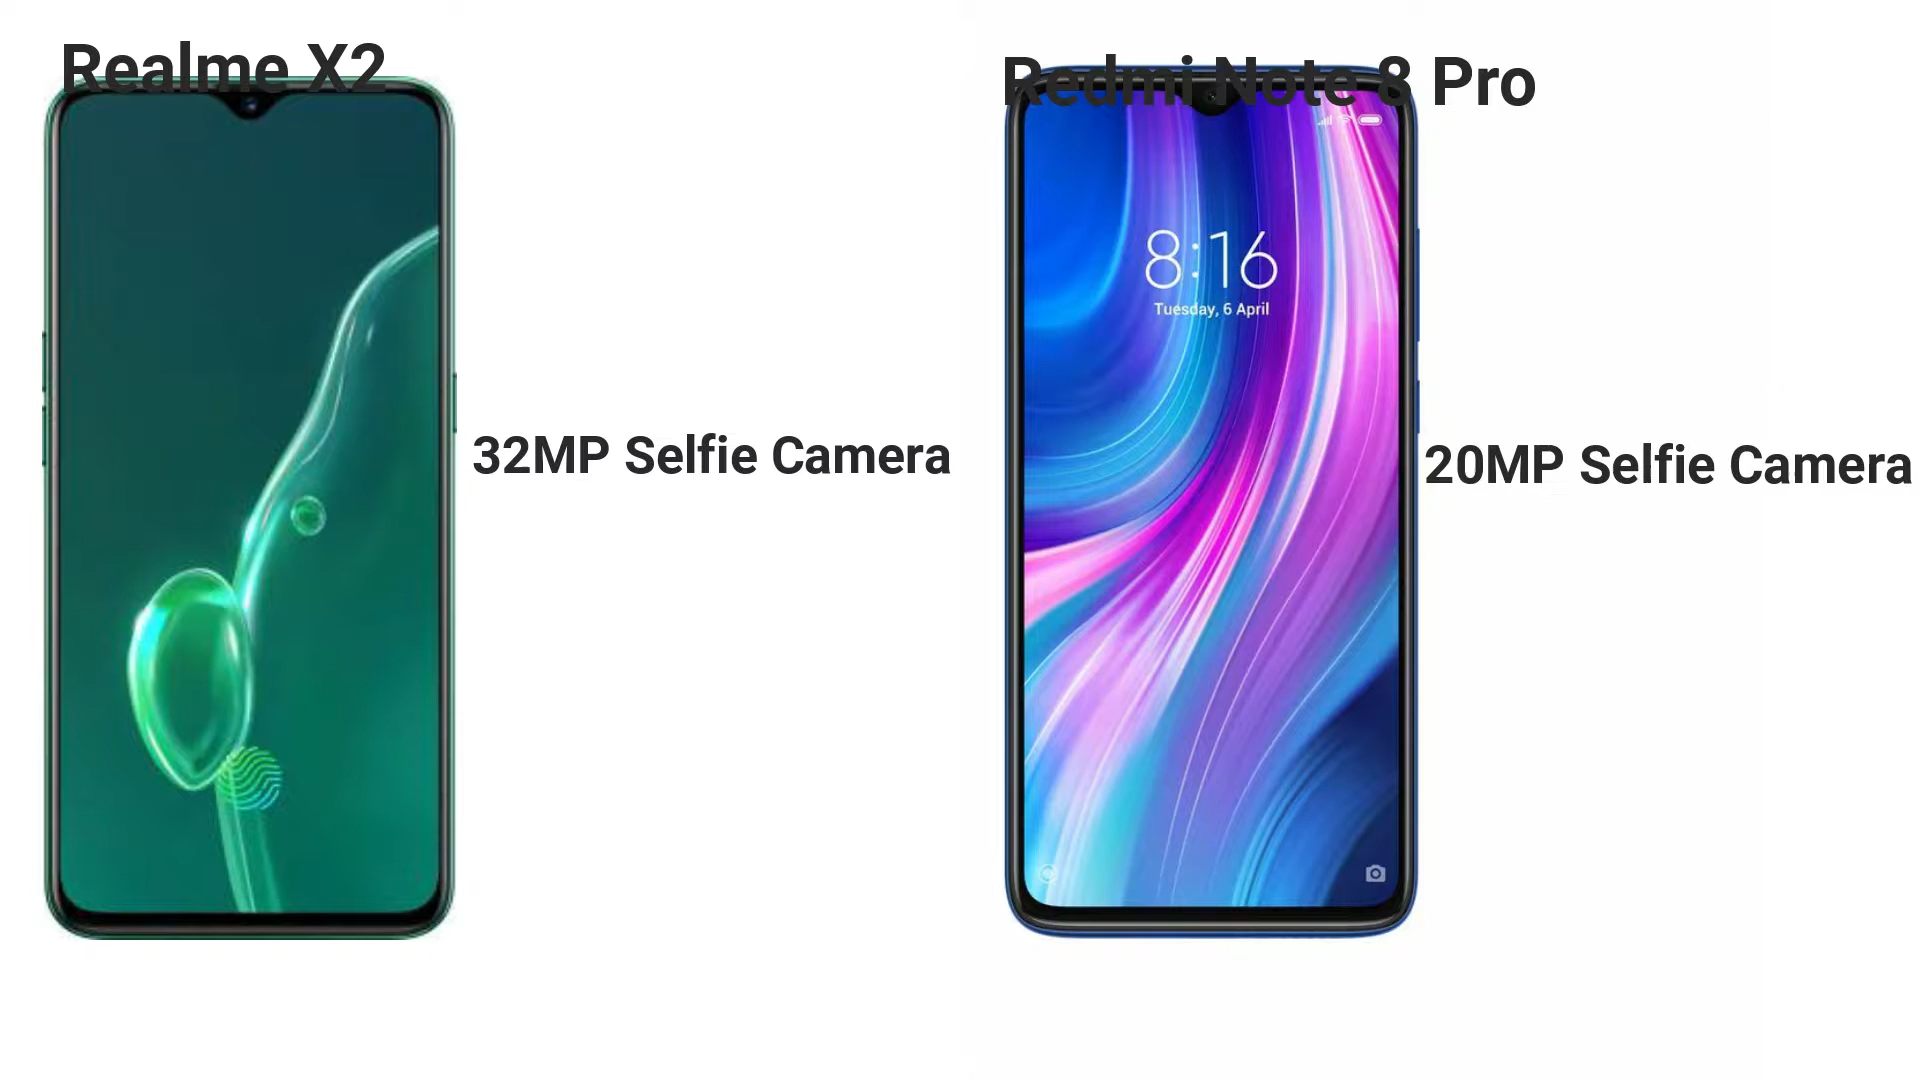 Realme X2
32MP Selfie Camera
Redmi Note 8 Pro
8:16
Tuesday, 6 April
20MP Selfie Camera